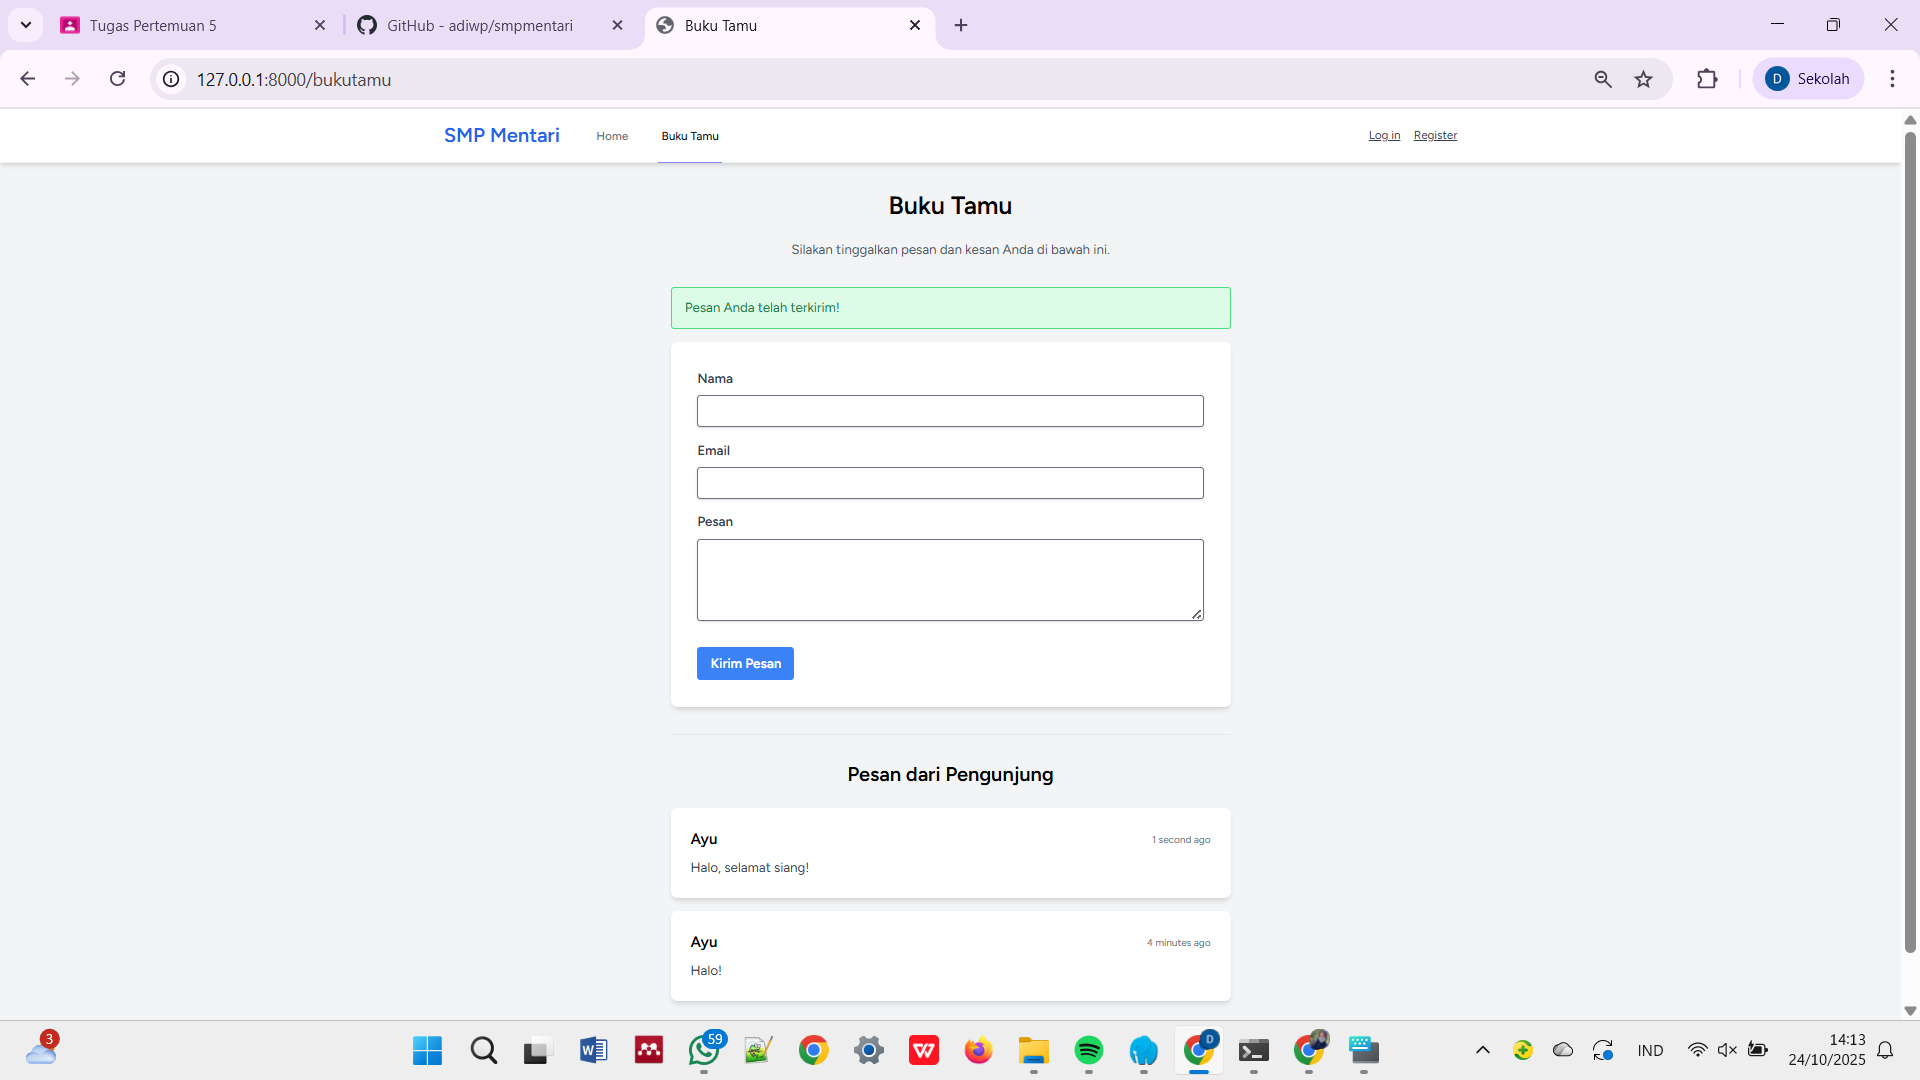 Tugas Pertemuan 5
GitHub - adiwp/smpmentari
Buku Tamu
127.0.0.1:8000/bukutamu
D Sekolah
SMP Mentari
Home
Buku Tamu
Log in
Register
Buku Tamu
Silakan tinggalkan pesan dan kesan Anda di bawah ini.
Pesan Anda telah terkirim!
Nama
Email
Pesan
Kirim Pesan
Pesan dari Pengunjung
Ayu
1 second ago
Halo, selamat siang!
Ayu
4 minutes ago
Halo!
3
59
D
IND
14:13
24/10/2025